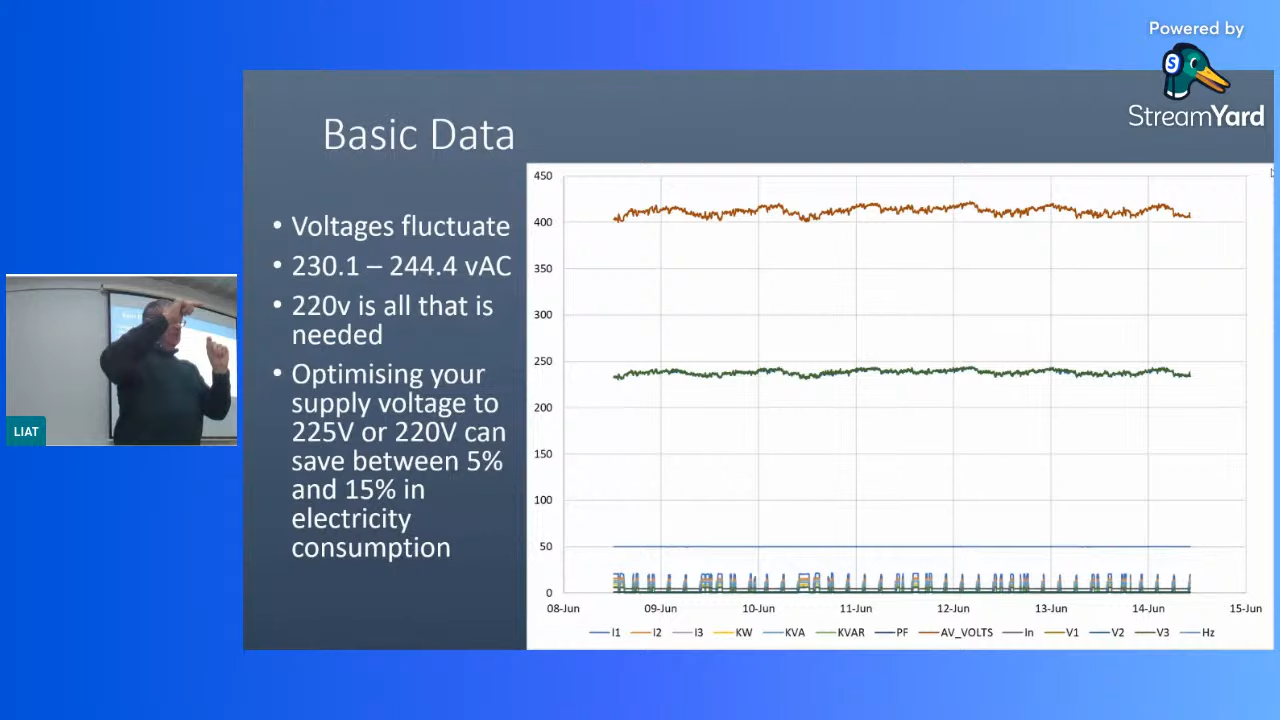 Powered by
StreamYard
Basic Data
• Voltages fluctuate
• 230.1 – 244.4 vAC
• 220v is all that is
needed
• Optimising your
supply voltage to
225V or 220V can
save between 5%
and 15% in
electricity
consumption
450
400
350
300
250
200
150
100
50
0
08-Jun 09-Jun 10-Jun 11-Jun 12-Jun 13-Jun 14-Jun 15-Jun
I1 I2 I3 KW KVA KVAR PF AV_VOLTS In V1 V2 V3 Hz
LIAT